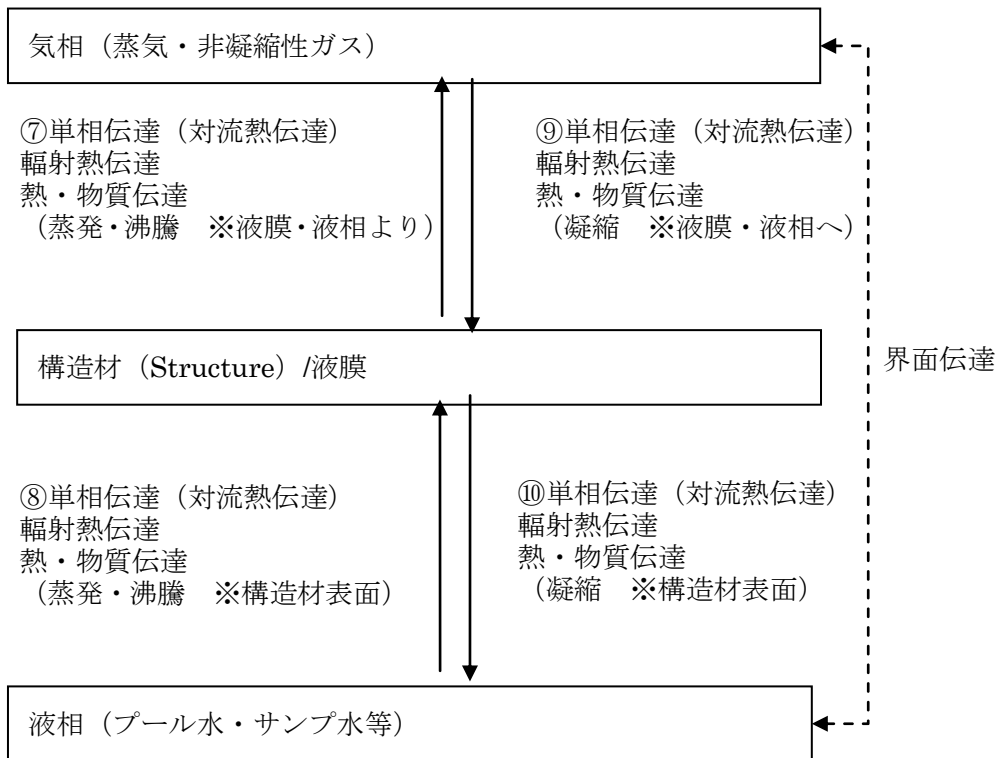 気相（蒸気・非凝縮性ガス）
⑦単相伝達（対流熱伝達）
輻射熱伝達
熱・物質伝達
（蒸発・沸騰　※液膜・液相より）
⑨単相伝達（対流熱伝達）
輻射熱伝達
熱・物質伝達
（凝縮　※液膜・液相へ）
構造材（Structure）/液膜
界面伝達
⑧単相伝達（対流熱伝達）
輻射熱伝達
熱・物質伝達
（蒸発・沸騰　※構造材表面）
⑩単相伝達（対流熱伝達）
輻射熱伝達
熱・物質伝達
（凝縮　※構造材表面）
液相（プール水・サンプ水等）